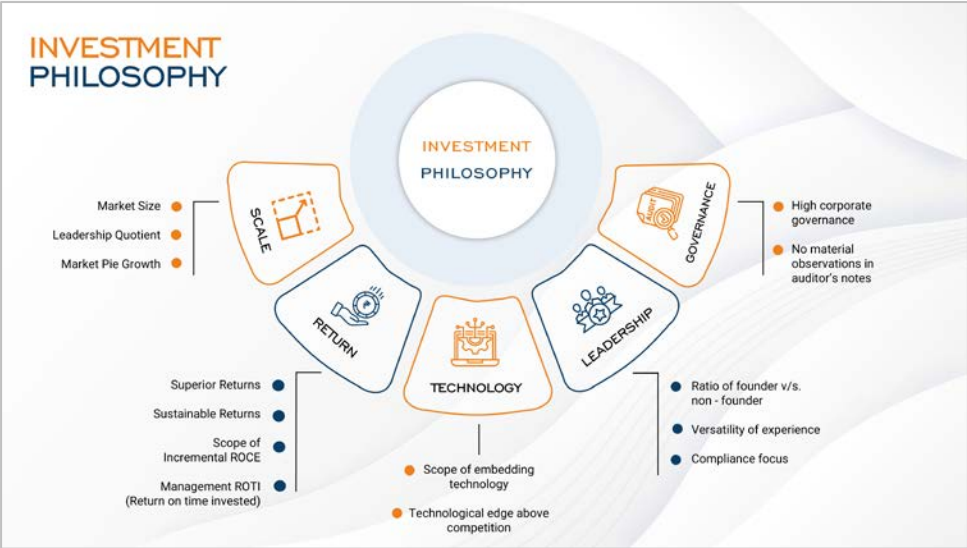 INVESTMENT
PHILOSOPHY
INVESTMENT
PHILOSOPHY
SCALE
Market Size
Leadership Quotient
Market Pie Growth
RETURN
Superior Returns
Sustainable Returns
Scope of
Incremental ROCE
Management ROTI
(Return on time invested)
TECHNOLOGY
Scope of embedding
technology
Technological edge above
competition
LEADERSHIP
Ratio of founder v/s.
non - founder
Versatility of experience
Compliance focus
AUDIT
GOVERNANCE
High corporate
governance
No material
observations in
auditor's notes